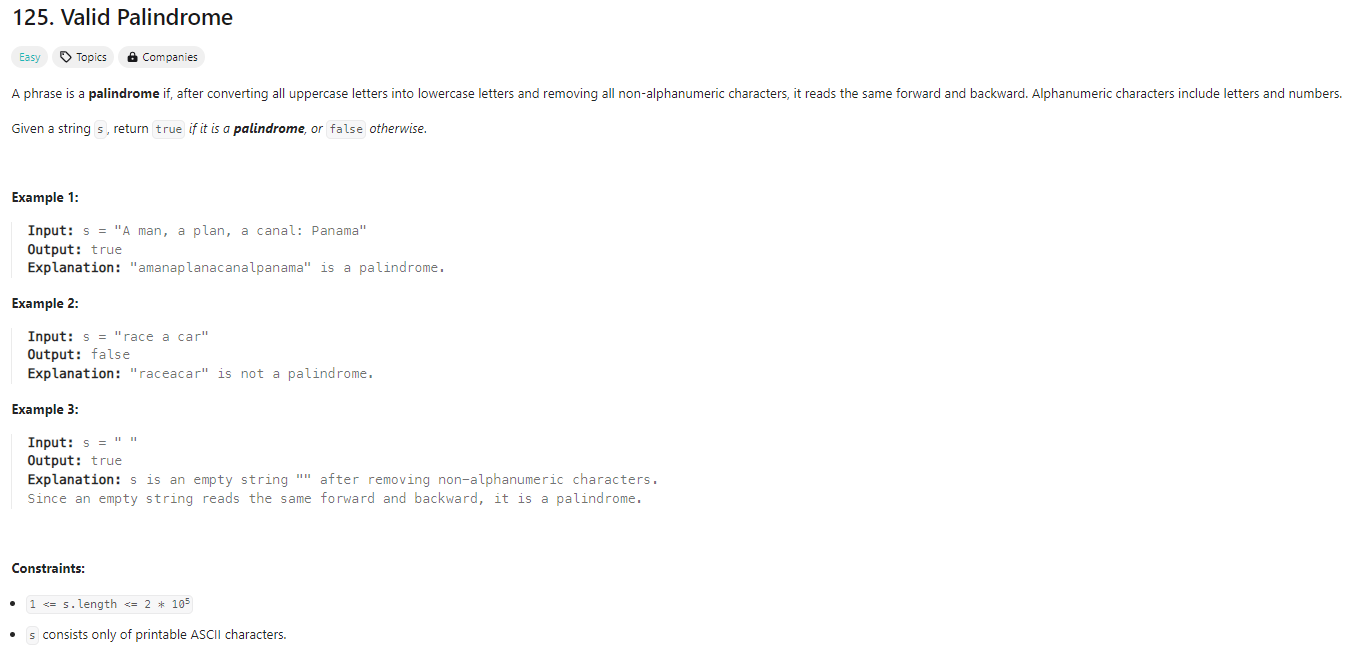 125. Valid Palindrome
Easy Topics Companies
A phrase is a palindrome if, after converting all uppercase letters into lowercase letters and removing all non-alphanumeric characters, it reads the same forward and backward. Alphanumeric characters include letters and numbers.
Given a string s, return true if it is a palindrome, or false otherwise.
Example 1:
Input: s = "A man, a plan, a canal: Panama"
Output: true
Explanation: "amanaplanacanalpanama" is a palindrome.
Example 2:
Input: s = "race a car"
Output: false
Explanation: "raceacar" is not a palindrome.
Example 3:
Input: s = " "
Output: true
Explanation: s is an empty string "" after removing non-alphanumeric characters.
Since an empty string reads the same forward and backward, it is a palindrome.
Constraints:
• 1 <= s.length <= 2 * 10⁵
• s consists only of printable ASCII characters.